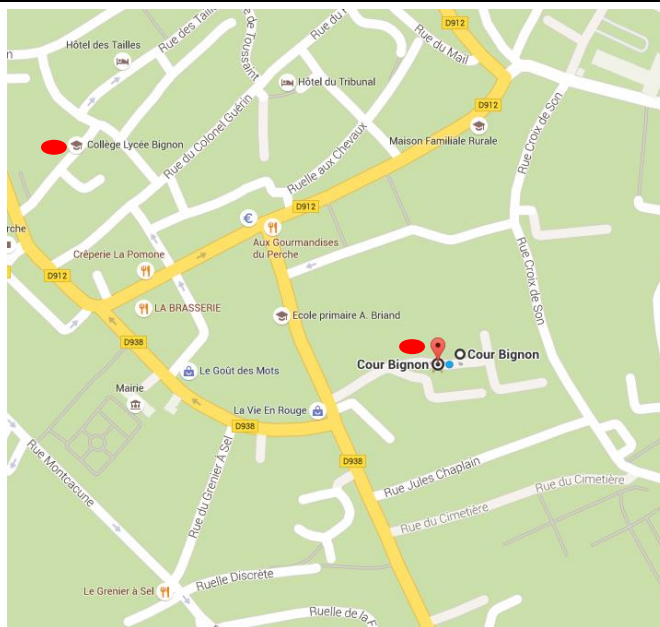 D912
Rue du Mail
Hôtel des Tailles
Rue des Tail
s de Toussaint
Rue du
Hôtel du Tribunal
D912
Collège Lycée Bignon
Rue du Colonel Guérin
Ruelle aux Chevaux
Maison Familiale Rurale
Rue Croix de Son
D912
€
erche
Aux Gourmandises
du Perche
Crêperie La Pomone
D912
Rue Croix de Son
LA BRASSERIE
Ecole primaire A. Briand
D938
Cour Bignon
Cour Bignon
Le Goût des Mots
Mairie
La Vie En Rouge
D938
D938
Rue Montcacune
Rue du Grenier À Sel
Rue Jules Chaplain
Rue du Cimetière
Rue du Cimetière
Ruelle Discrète
Le Grenier à Sel
Ruelle de la F